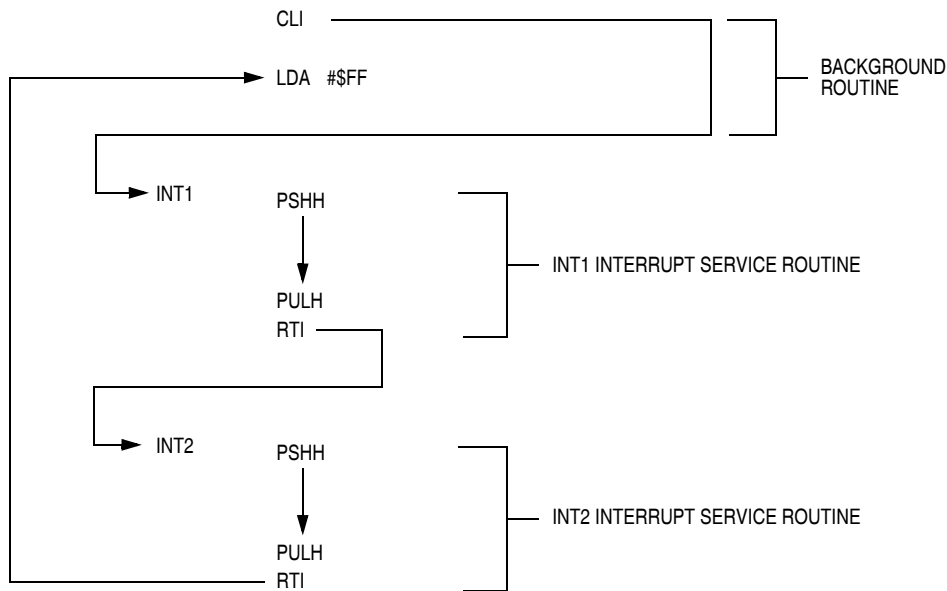 CLI
LDA #$FF
BACKGROUND
ROUTINE
INT1
PSHH
INT1 INTERRUPT SERVICE ROUTINE
PULH
RTI
INT2
PSHH
INT2 INTERRUPT SERVICE ROUTINE
PULH
RTI